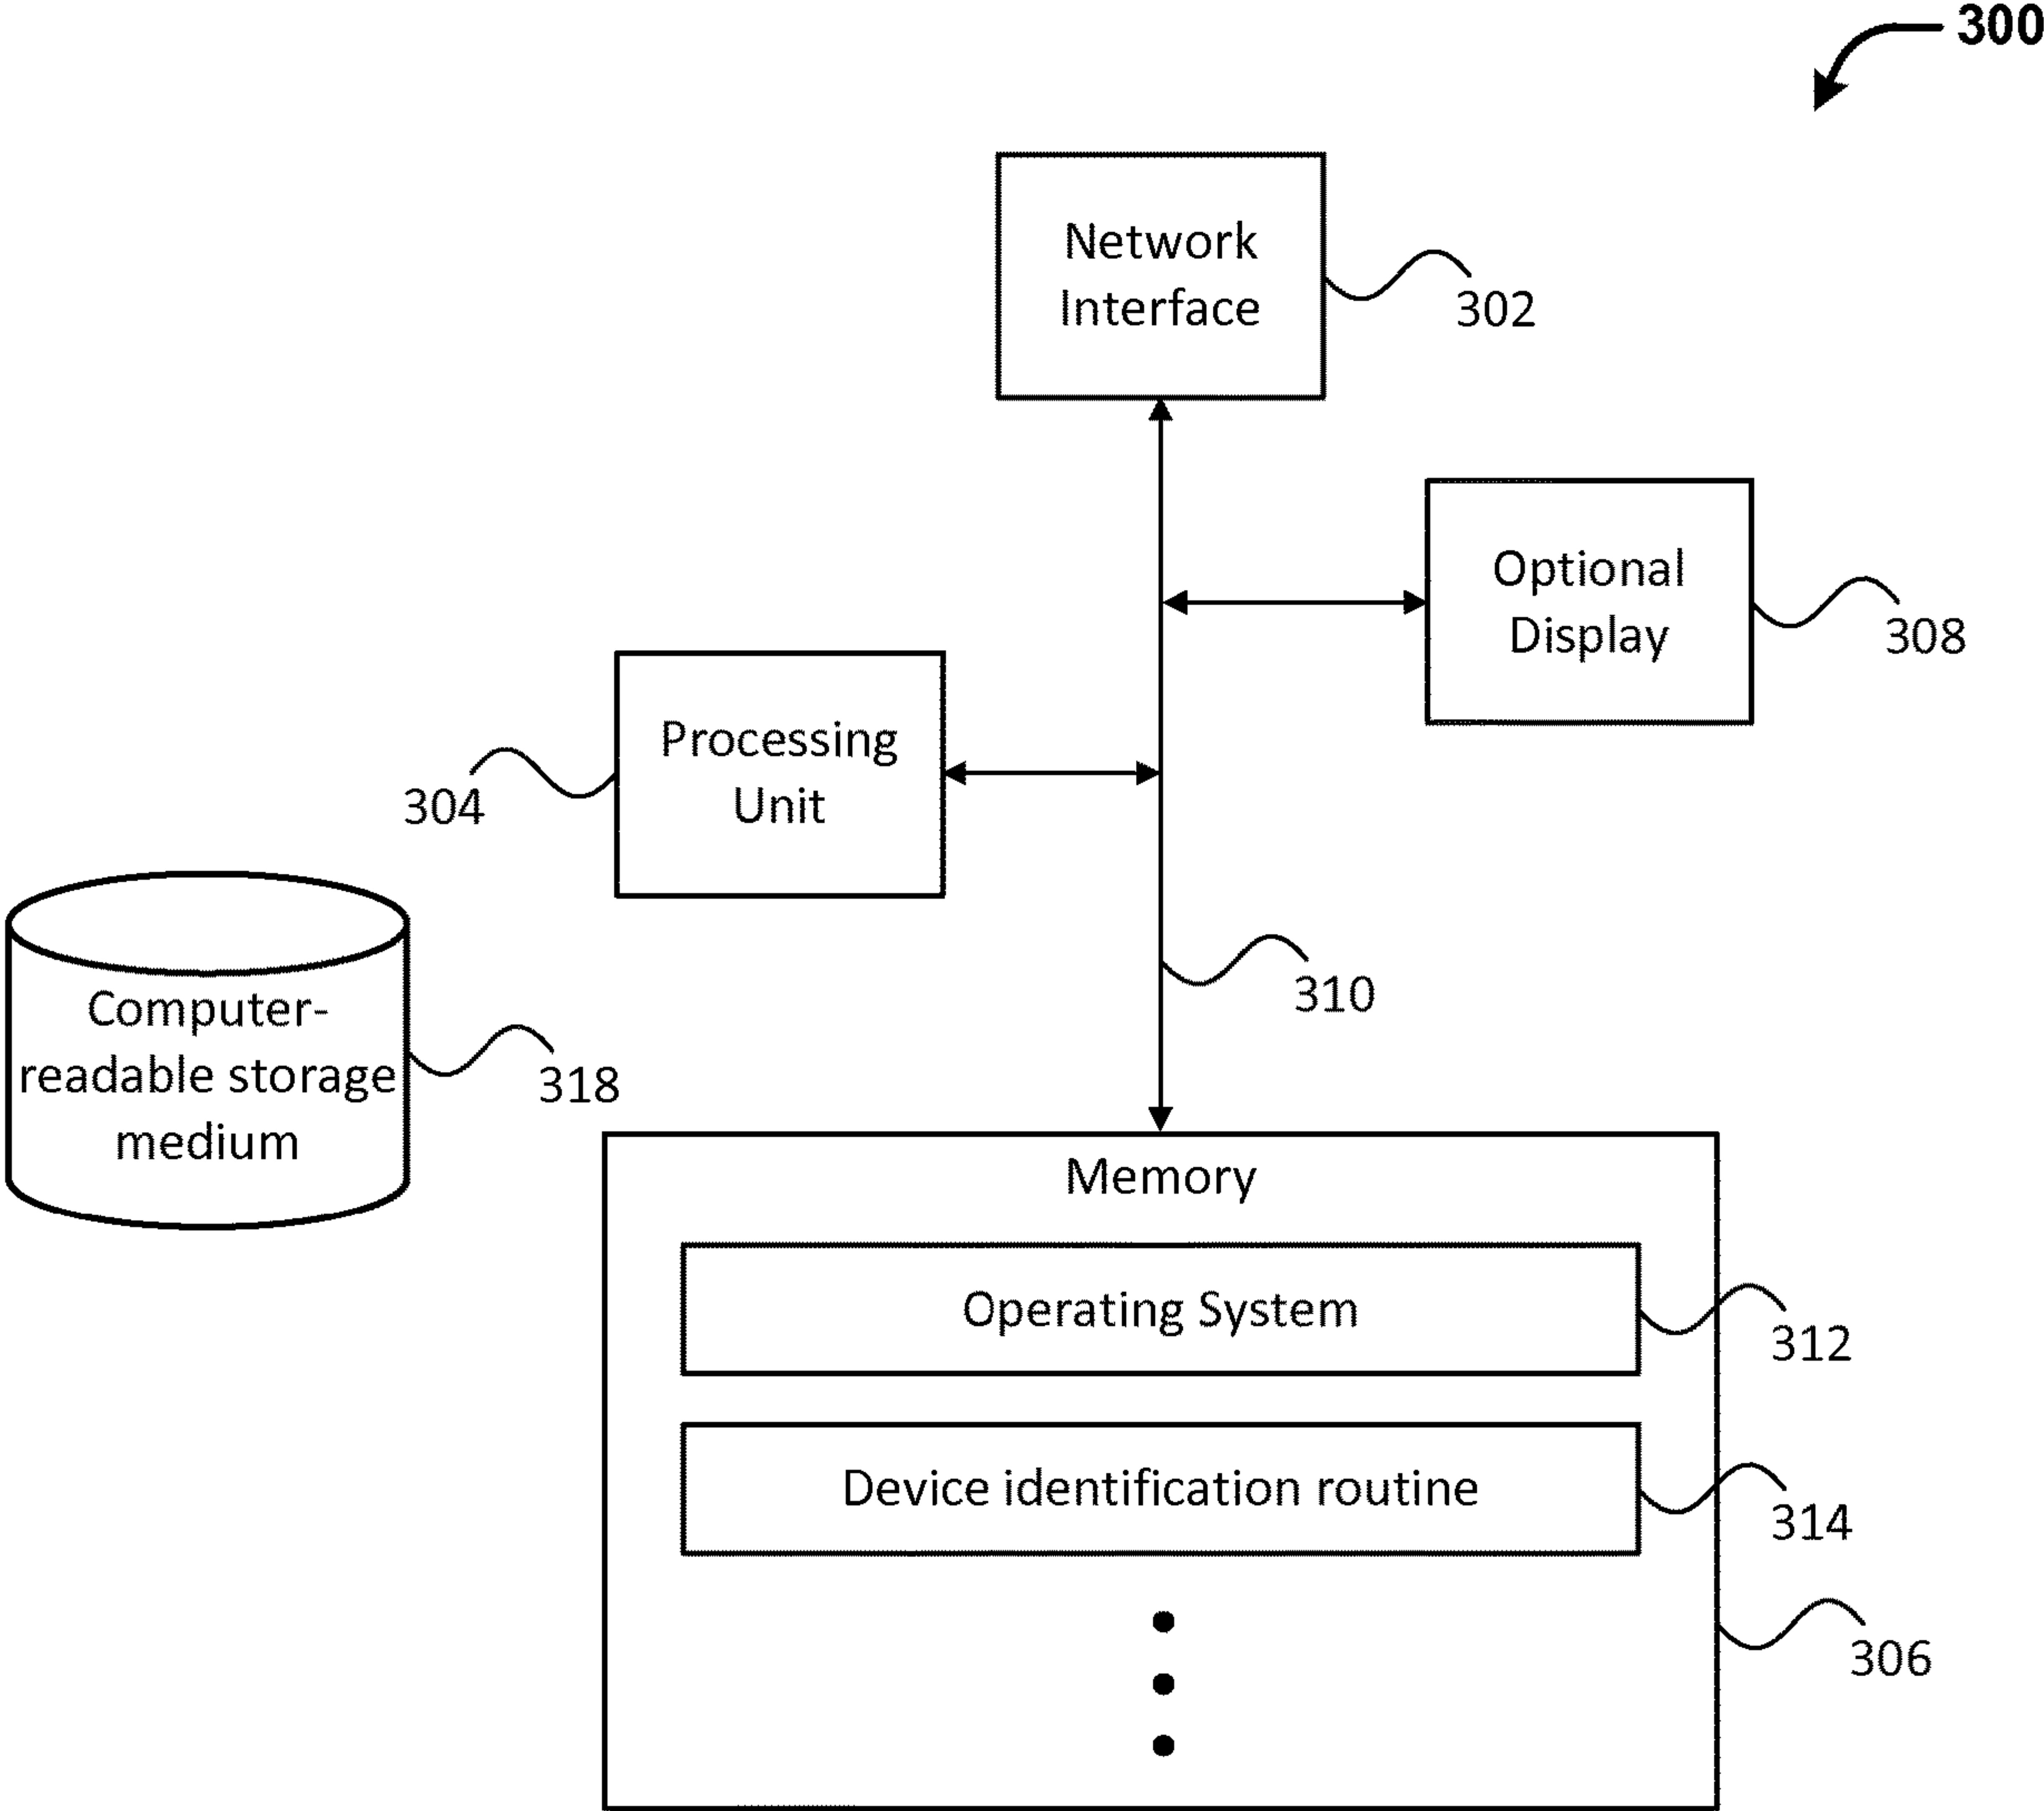 300
Network
Interface
302
Optional
Display
308
Processing
Unit
304
310
Computer-
readable storage
medium
318
Memory
Operating System
312
Device identification routine
314
306